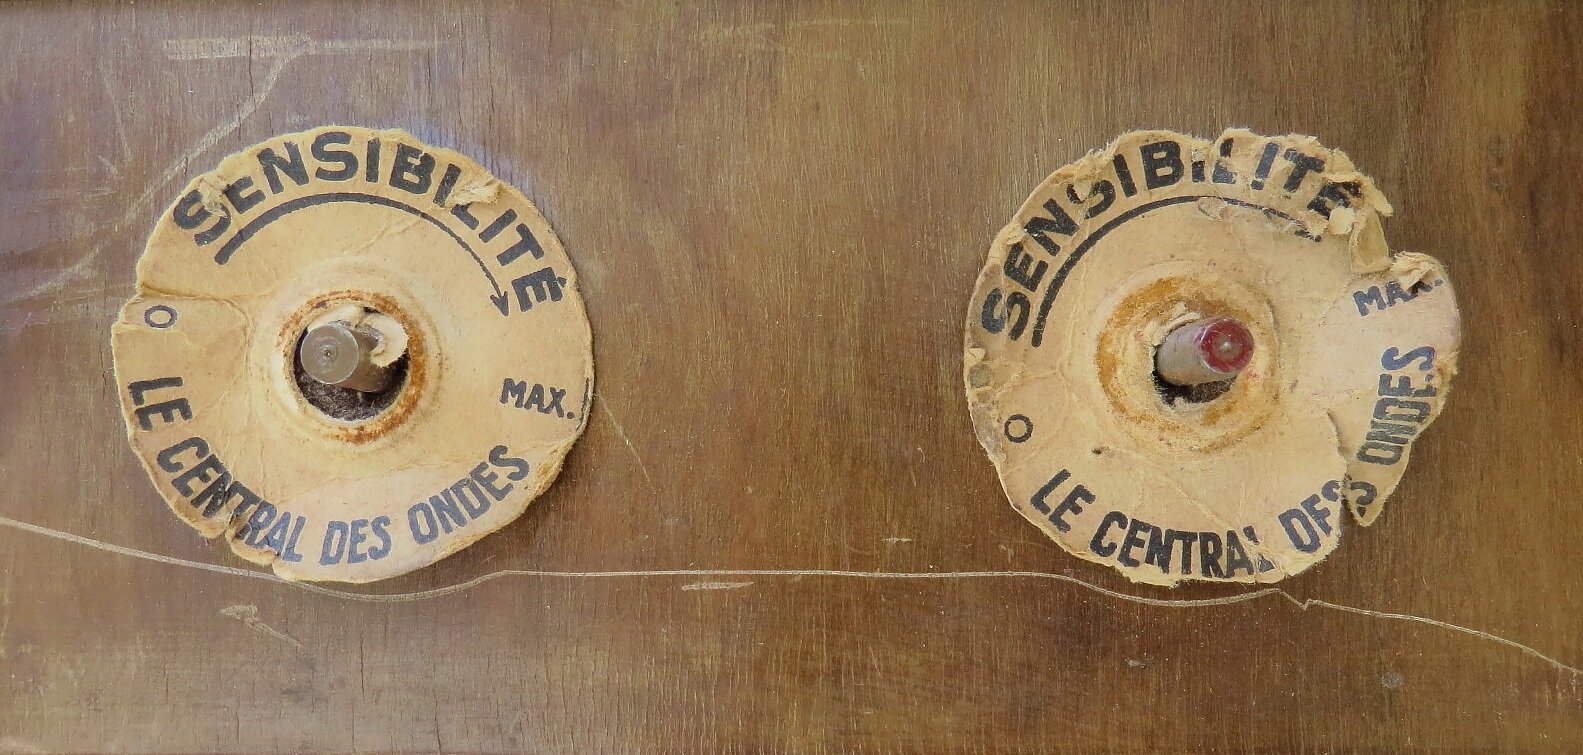 SENSIBILITÉ
O
MAX.
LE CENTRAL DES ONDES
SENSIBILITÉ
MAX.
O
LE CENTRAL DES ONDES